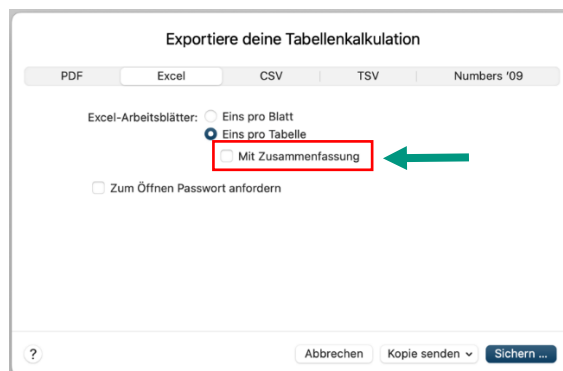 Exportiere deine Tabellenkalkulation
PDF Excel CSV TSV Numbers '09
Excel-Arbeitsblätter: Eins pro Blatt
Eins pro Tabelle
Mit Zusammenfassung
Zum Öffnen Passwort anfordern
? Abbrechen Kopie senden Sichern ...